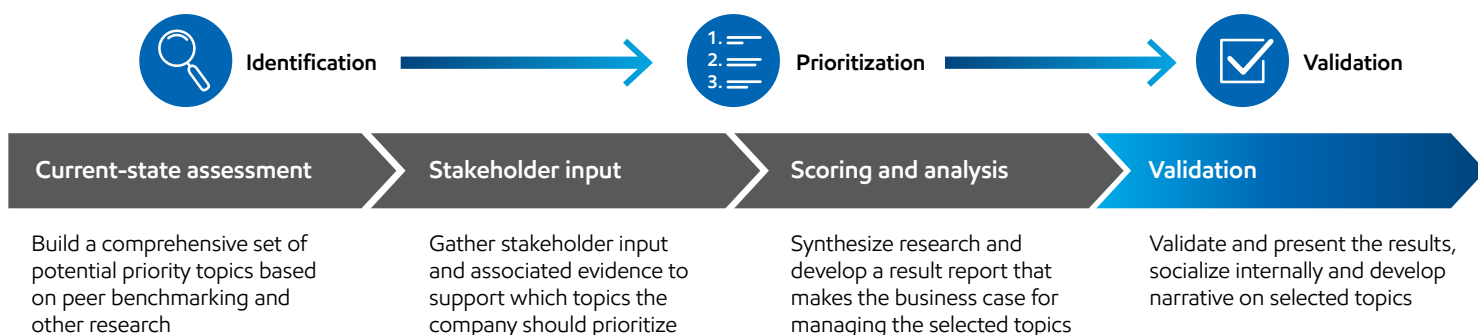 1.
2.
3.
Identification
Prioritization
Validation
Current-state assessment
Stakeholder input
Scoring and analysis
Validation
Build a comprehensive set of
potential priority topics based
on peer benchmarking and
other research
Gather stakeholder input
and associated evidence to
support which topics the
company should prioritize
Synthesize research and
develop a result report that
makes the business case for
managing the selected topics
Validate and present the results,
socialize internally and develop
narrative on selected topics